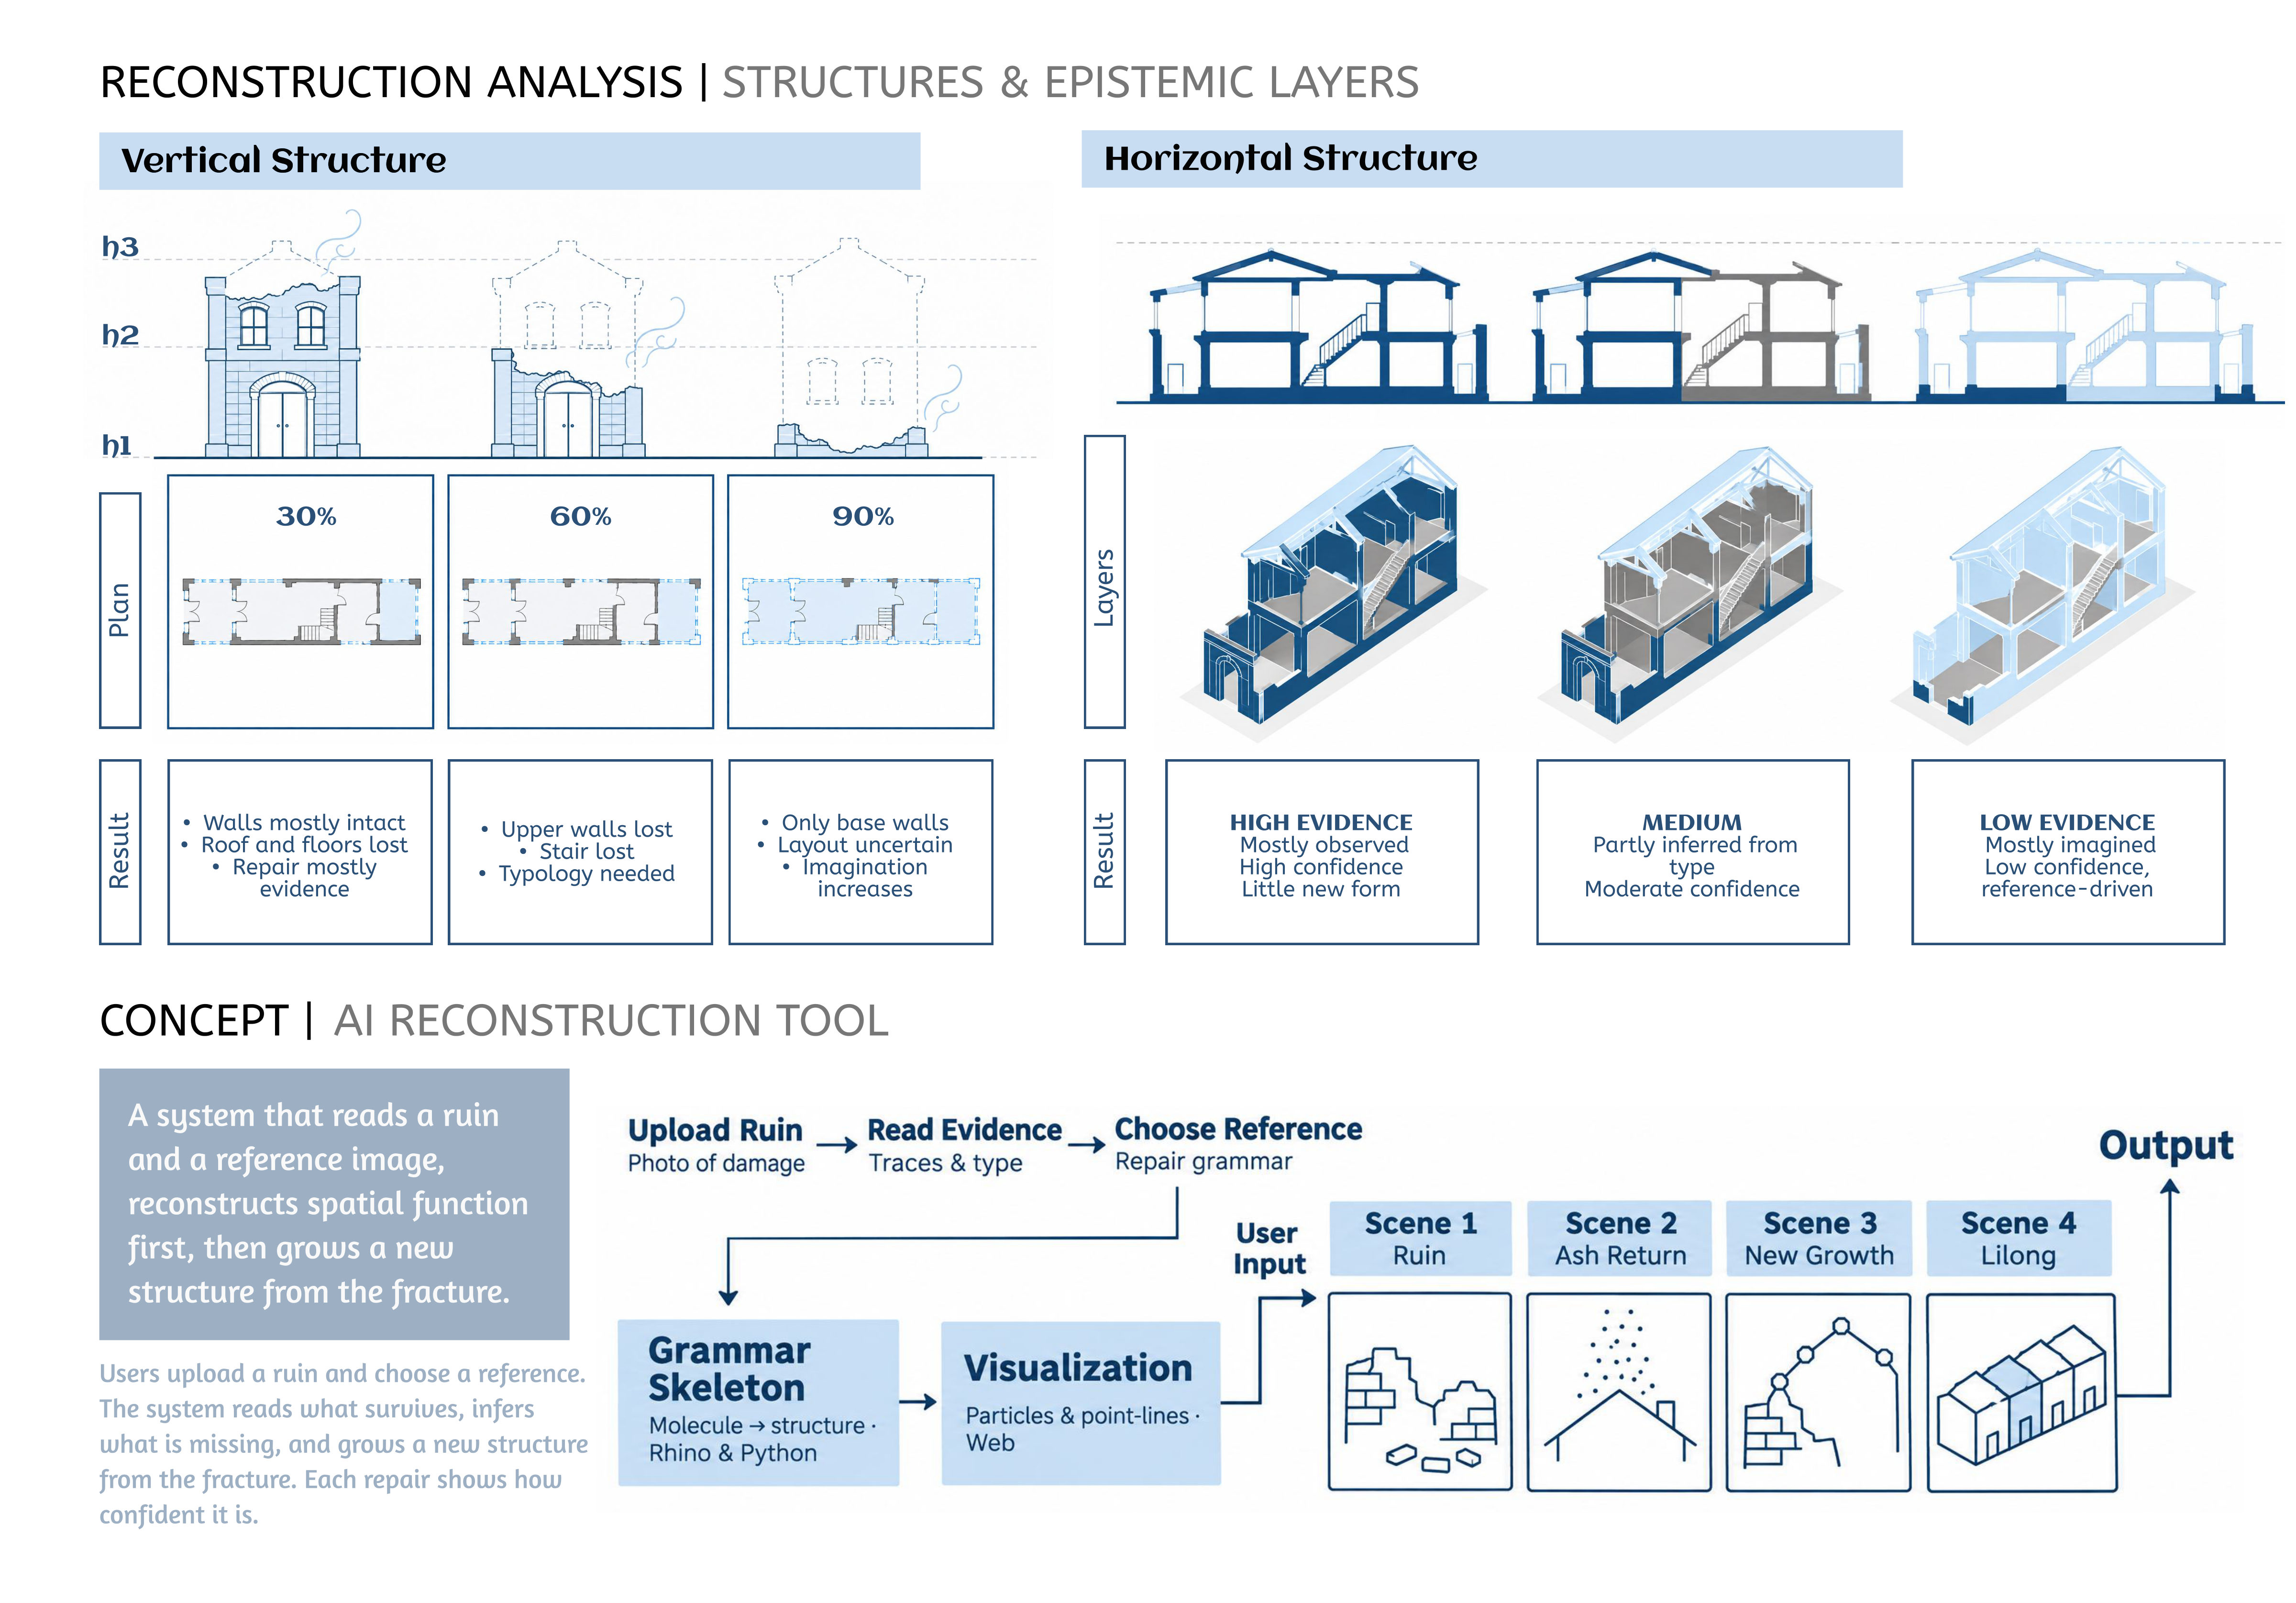 RECONSTRUCTION ANALYSIS | STRUCTURES & EPISTEMIC LAYERS
Vertical Structure
h3
h2
h1
Plan
30%
60%
90%
Result
• Walls mostly intact
• Roof and floors lost
• Repair mostly
evidence
• Upper walls lost
• Stair lost
• Typology needed
• Only base walls
• Layout uncertain
• Imagination
increases
Horizontal Structure
Layers
Result
HIGH EVIDENCE
Mostly observed
High confidence
Little new form
MEDIUM
Partly inferred from
type
Moderate confidence
LOW EVIDENCE
Mostly imagined
Low confidence,
reference-driven
CONCEPT | AI RECONSTRUCTION TOOL
A system that reads a ruin
and a reference image,
reconstructs spatial function
first, then grows a new
structure from the fracture.
Users upload a ruin and choose a reference.
The system reads what survives, infers
what is missing, and grows a new structure
from the fracture. Each repair shows how
confident it is.
Upload Ruin
Photo of damage
Read Evidence
Traces & type
Choose Reference
Repair grammar
Grammar
Skeleton
Molecule → structure ·
Rhino & Python
Visualization
Particles & point-lines ·
Web
User
Input
Scene 1
Ruin
Scene 2
Ash Return
Scene 3
New Growth
Scene 4
Lilong
Output